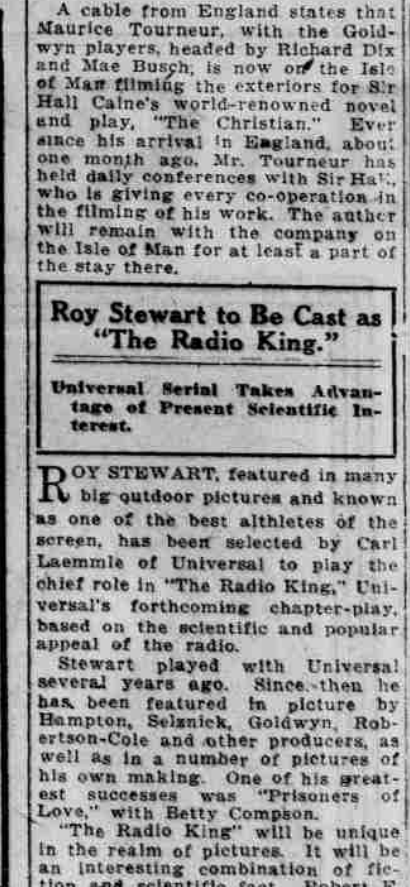 A cable from England states that
Maurice Tourneur, with the Gold-
wyn players, headed by Richard Dix
and Mae Busch, is now on the Isle
of Man filming the exteriors for Sir
Hall Caine's world-renowned novel
and play, "The Christian." Ever
since his arrival in England, about
one month ago, Mr. Tourneur has
held daily conferences with Sir Hall,
who is giving every co-operation in
the filming of his work. The auther
will remain with the company on
the Isle of Man for at least a part of
the stay there.
Roy Stewart to Be Cast as
"The Radio King."
Universal Serial Takes Advan-
tage of Present Scientific In-
terest.
ROY STEWART, featured in many
big outdoor pictures and known
as one of the best althletes of the
screen, has been selected by Carl
Laemmle of Universal to play the
chief role in "The Radio King," Uni-
versal's forthcoming chapter-play,
based on the scientific and popular
appeal of the radio.
Stewart played with Universal
several years ago. Since then he
has been featured in picture by
Hampton, Selznick, Goldwyn, Rob-
ertson-Cole and other producers, as
well as in a number of pictures of
his own making. One of his great-
est successes was "Prisoners of
Love," with Betty Compson.
"The Radio King" will be unique
in the realm of pictures. It will be
an interesting combination of fic-
tion and scientific fact. Robert F.